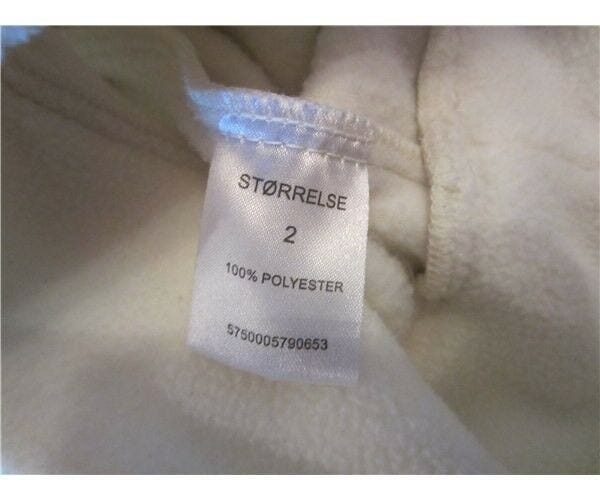 STØRRELSE
2
100% POLYESTER
5750005790653